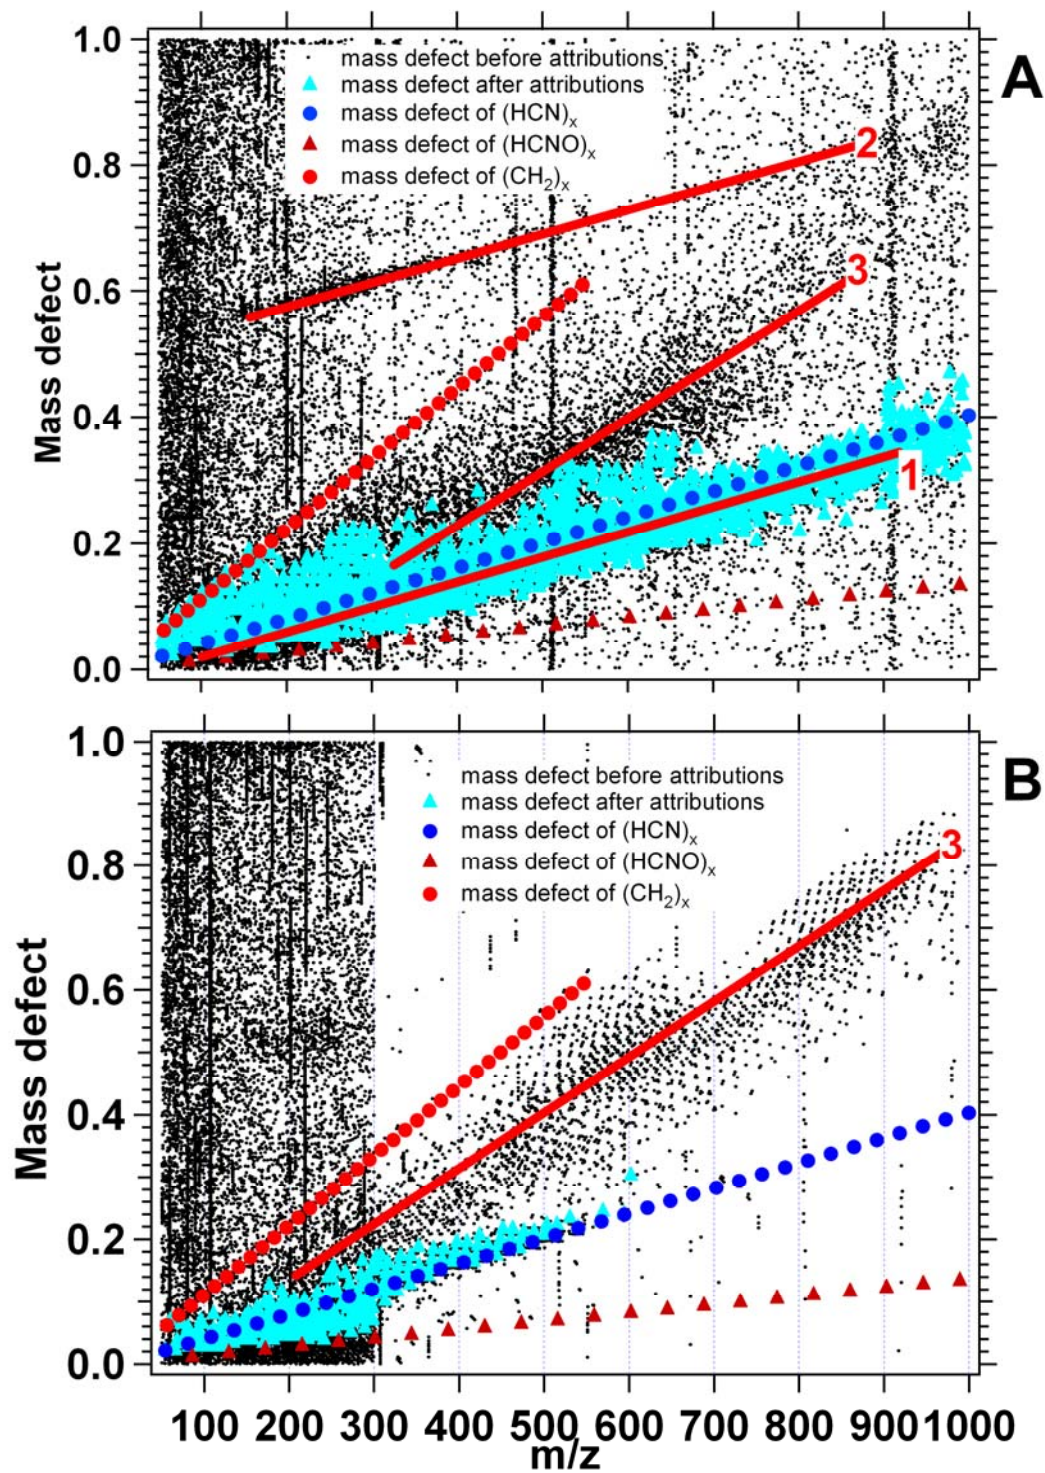 A
1.0
0.8
0.6
0.4
0.2
0.0
Mass defect
mass defect before attributions
mass defect after attributions
mass defect of (HCN)x
mass defect of (HCNO)x
mass defect of (CH2)x
2
3
1
B
1.0
0.8
0.6
0.4
0.2
0.0
Mass defect
mass defect before attributions
mass defect after attributions
mass defect of (HCN)x
mass defect of (HCNO)x
mass defect of (CH2)x
3
100 200 300 400 500 600 700 800 900 1000
m/z